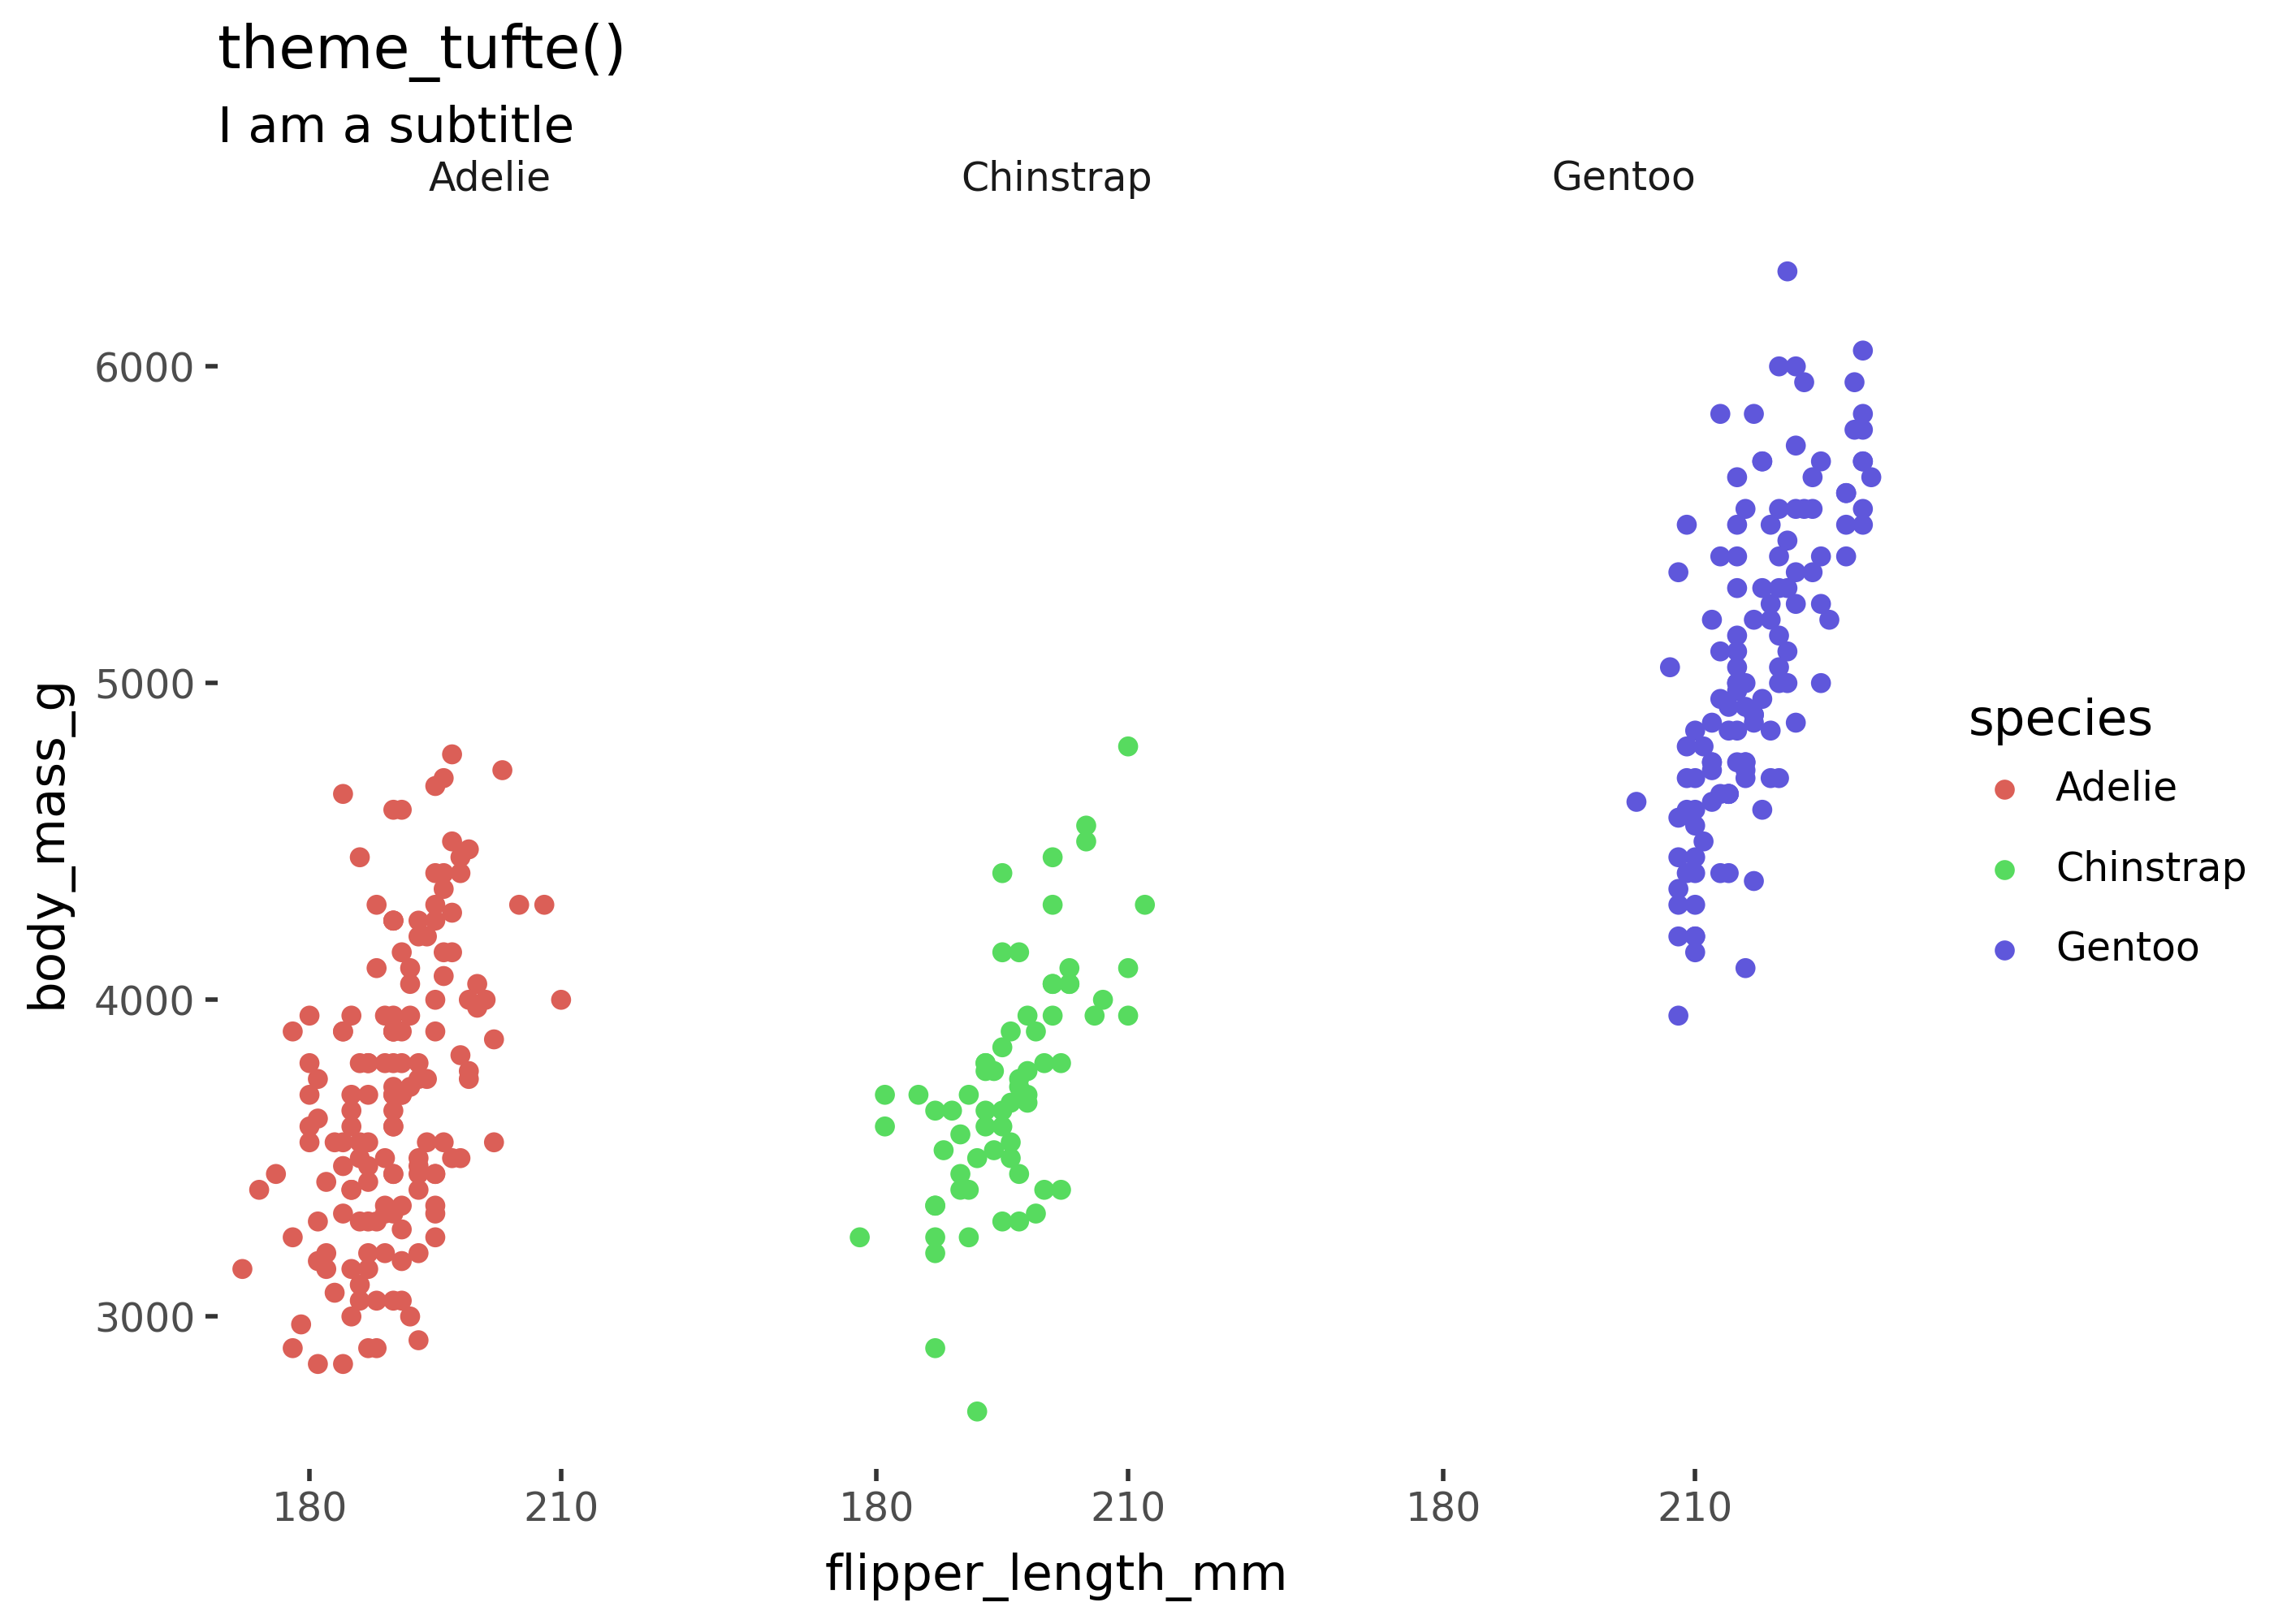 theme_tufte()
I am a subtitle
Adelie
Chinstrap
Gentoo
6000
5000
4000
3000
body_mass_g
180
210
180
210
180
210
flipper_length_mm
species
Adelie
Chinstrap
Gentoo